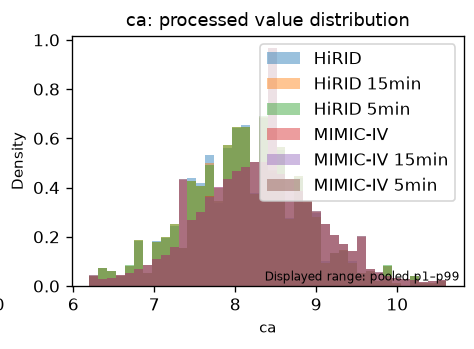 ca: processed value distribution
1.0
0.8
0.6
0.4
0.2
0.0
Density
HiRID
HiRID 15min
HiRID 5min
MIMIC-IV
MIMIC-IV 15min
MIMIC-IV 5min
Displayed range: pooled p1–p99
0
6 7 8 9 10
ca